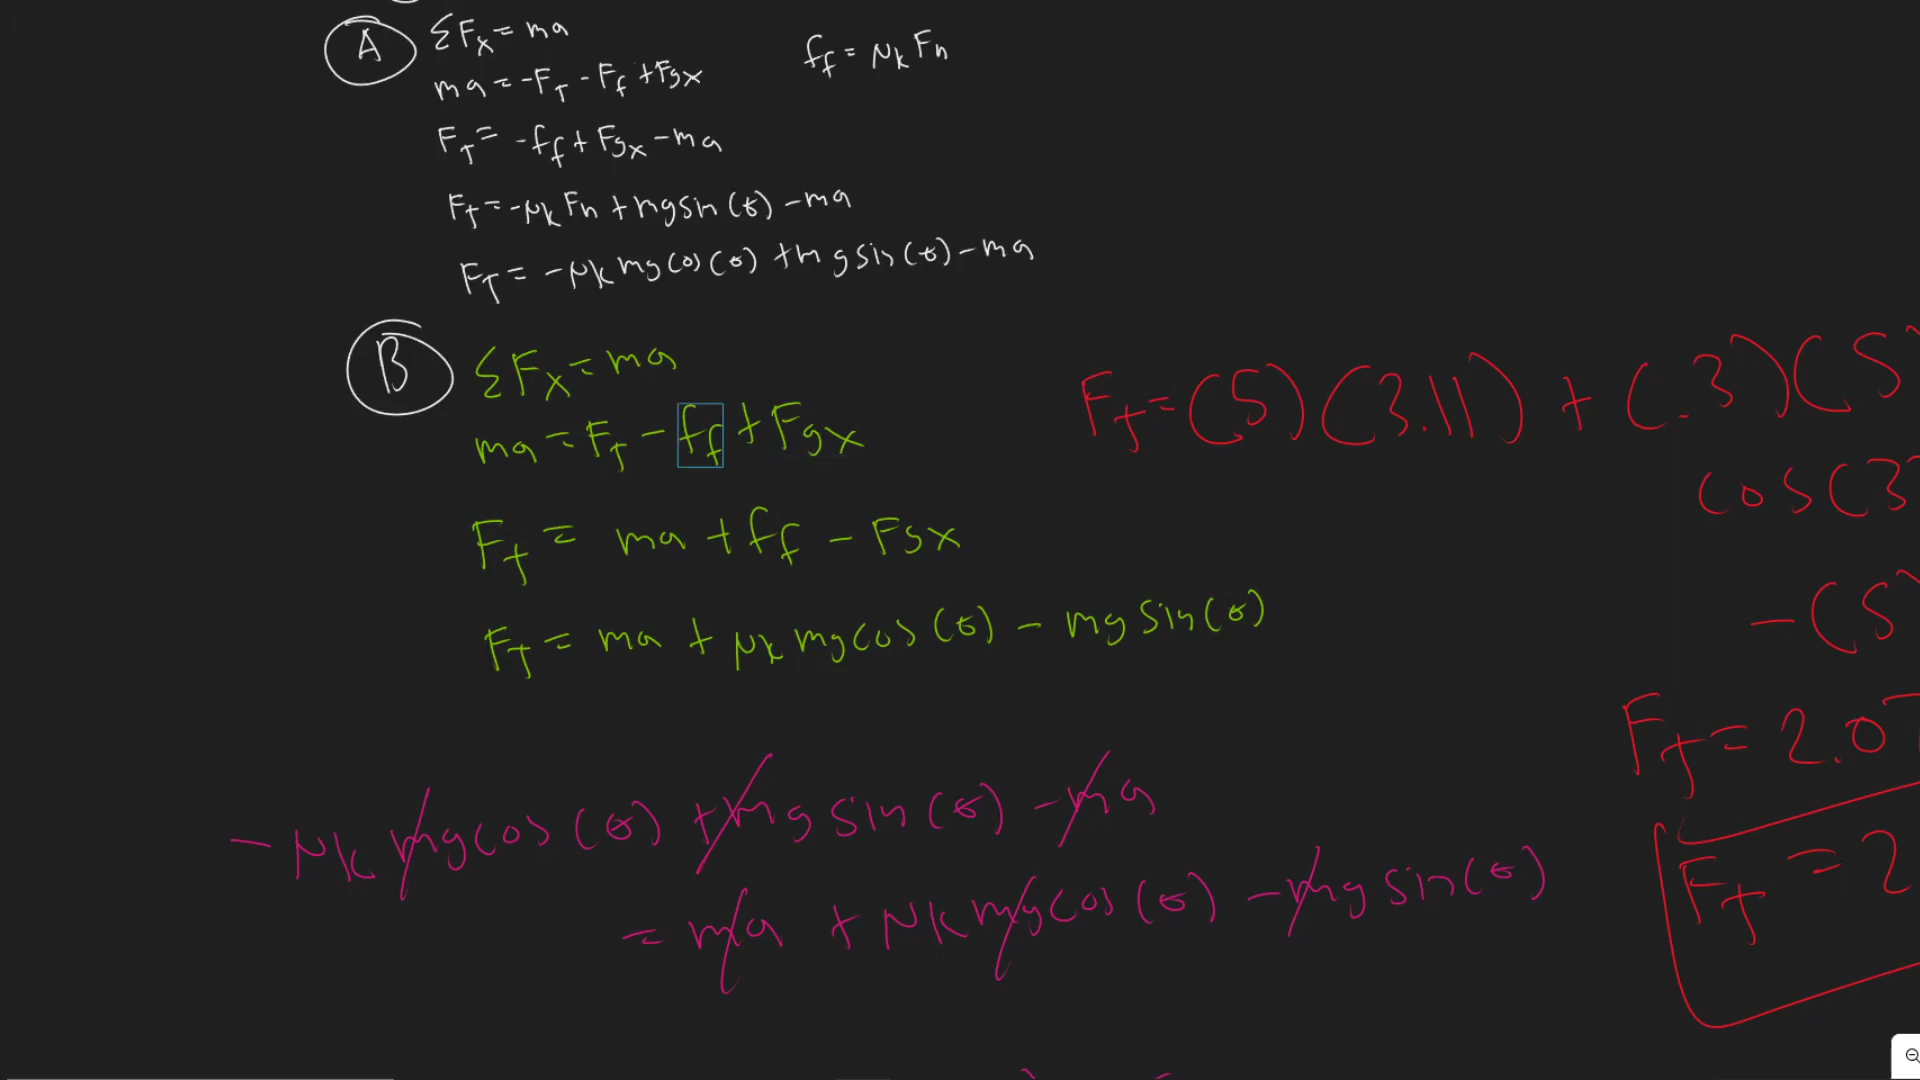 A
ΣFx = ma
ma = -FT - Ff + Fgx
ff = μk Fn
FT = -ff + Fgx - ma
FT = -μk Fn + mg sin(θ) - ma
FT = -μk mg cos(θ) + mg sin(θ) - ma
B
ΣFx = ma
ma = FT - ff + Fgx
FT = (5)(3.11) + (.3)(5
cos(3
FT = ma + ff - Fgx
-(5
FT = ma + μk mg cos(θ) - mg sin(θ)
FT = 2.07
-μk mg cos(θ) + mg sin(θ) - ma
= ma + μk mg cos(θ) - mg sin(θ)
FT = 2